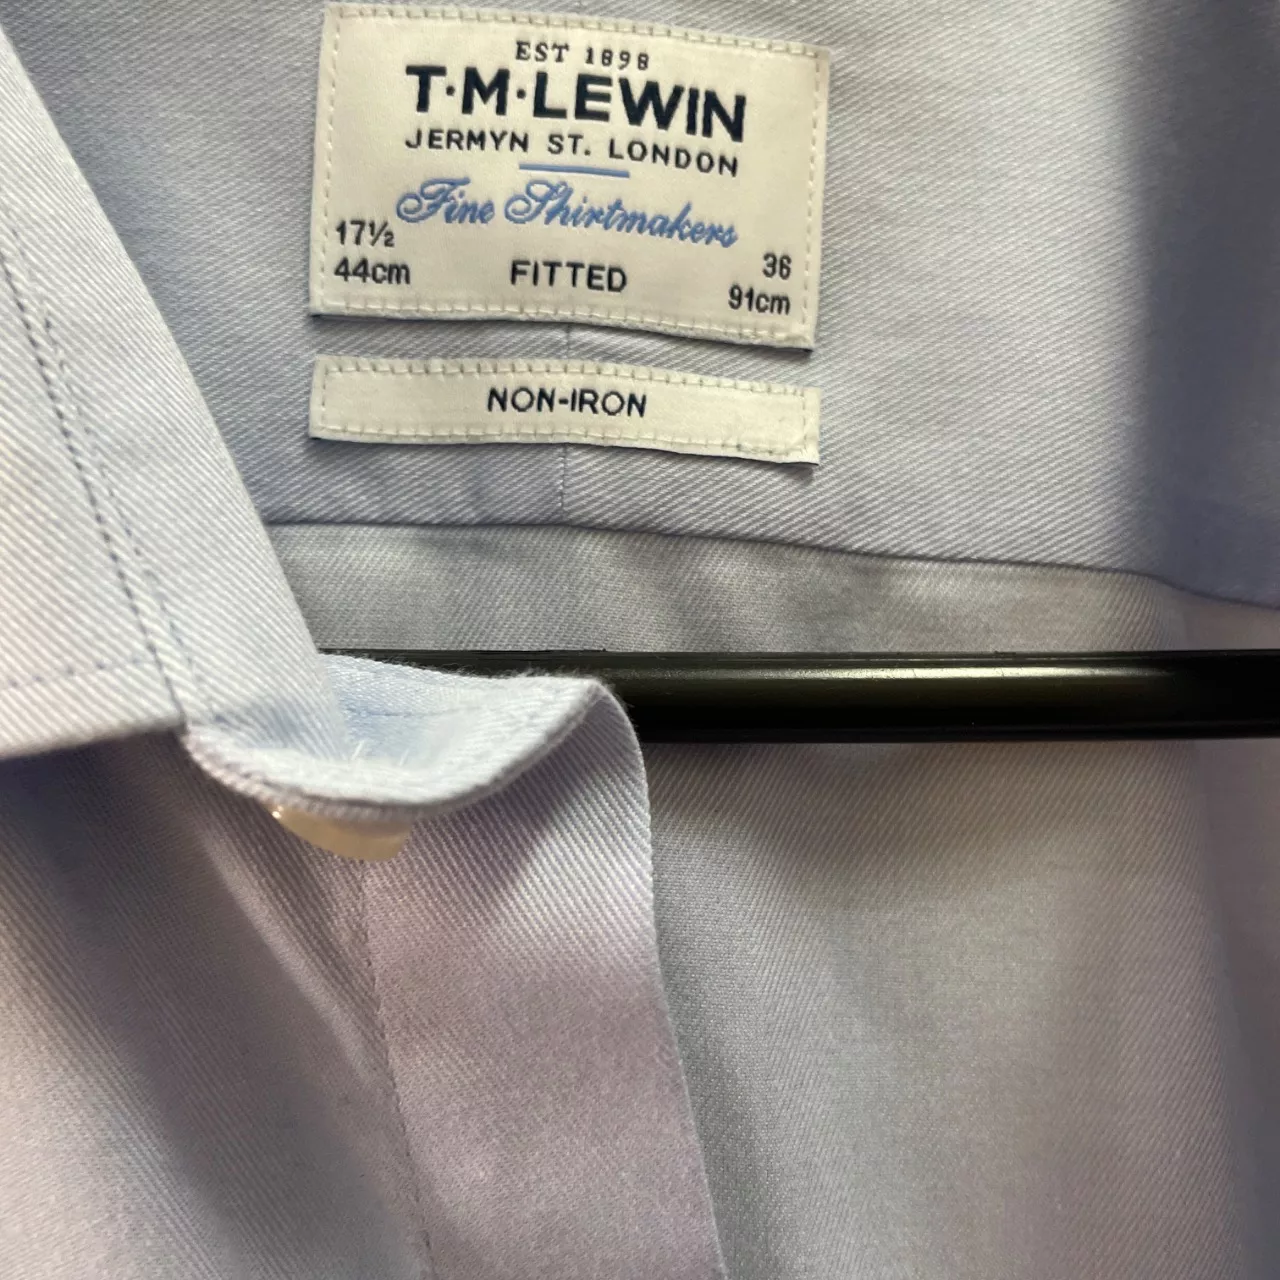 EST 1898
T·M·LEWIN
JERMYN ST. LONDON
Fine Shirtmakers
17½ 36
44cm FITTED 91cm
NON-IRON